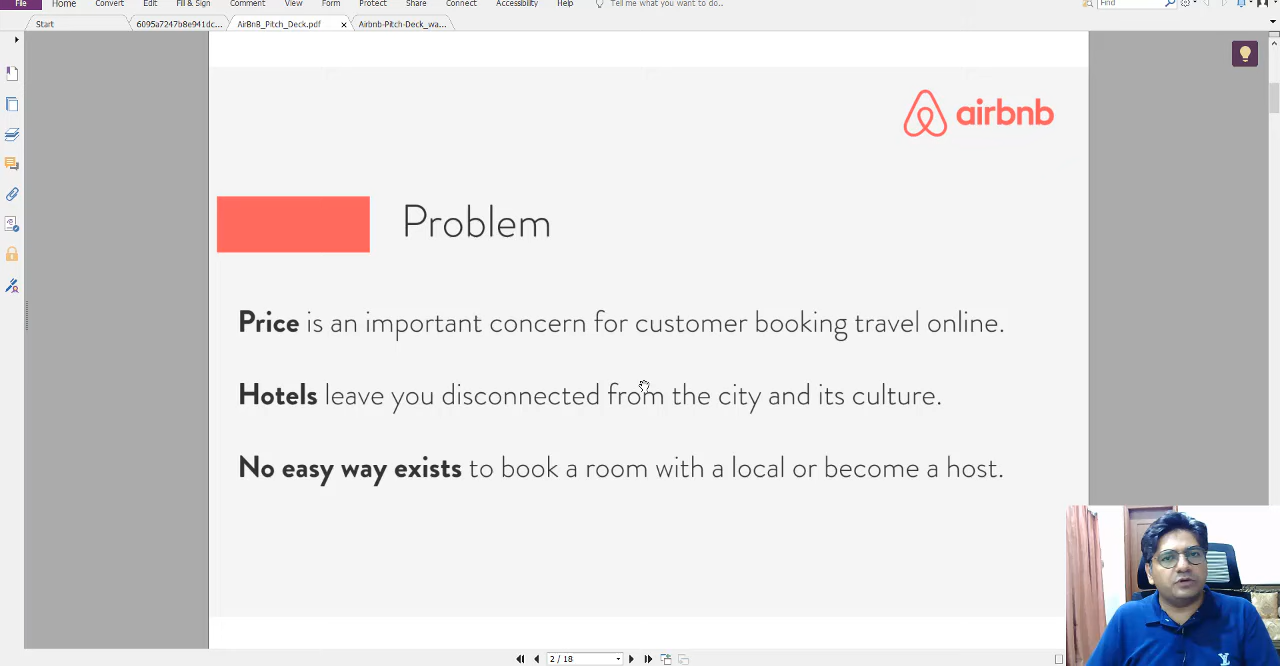 File Home Convert Edit Fill & Sign View Form Protect Share Connect Accessibility Help Tell me what you want to do.. Find
Comment
Start 6095a7247b8e941dc... AirBnB_Pitch_Deck.pdf × Airbnb-Pitch-Deck_wa...
airbnb
Problem
Price is an important concern for customer booking travel online.
Hotels leave you disconnected from the city and its culture.
No easy way exists to book a room with a local or become a host.
2 / 18